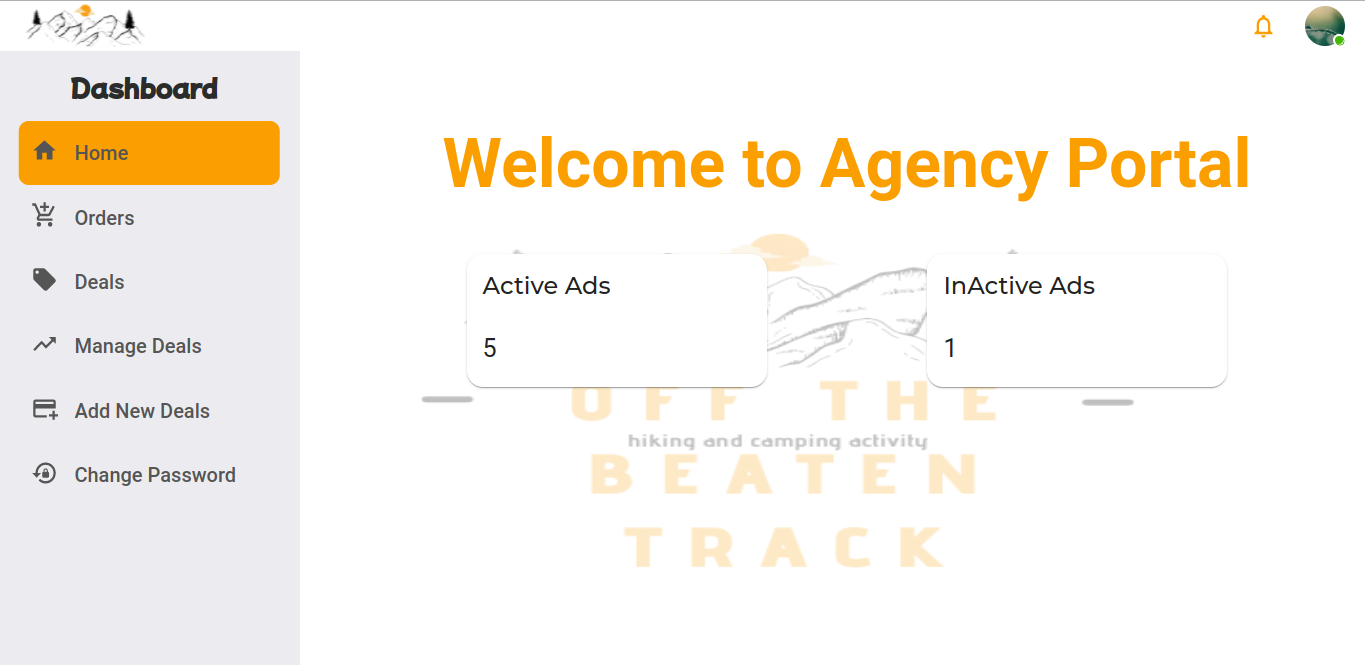 Dashboard
Home
Orders
Deals
Manage Deals
Add New Deals
Change Password
Welcome to Agency Portal
Active Ads
5
InActive Ads
1
OFF THE
hiking and camping activity
BEATEN
TRACK